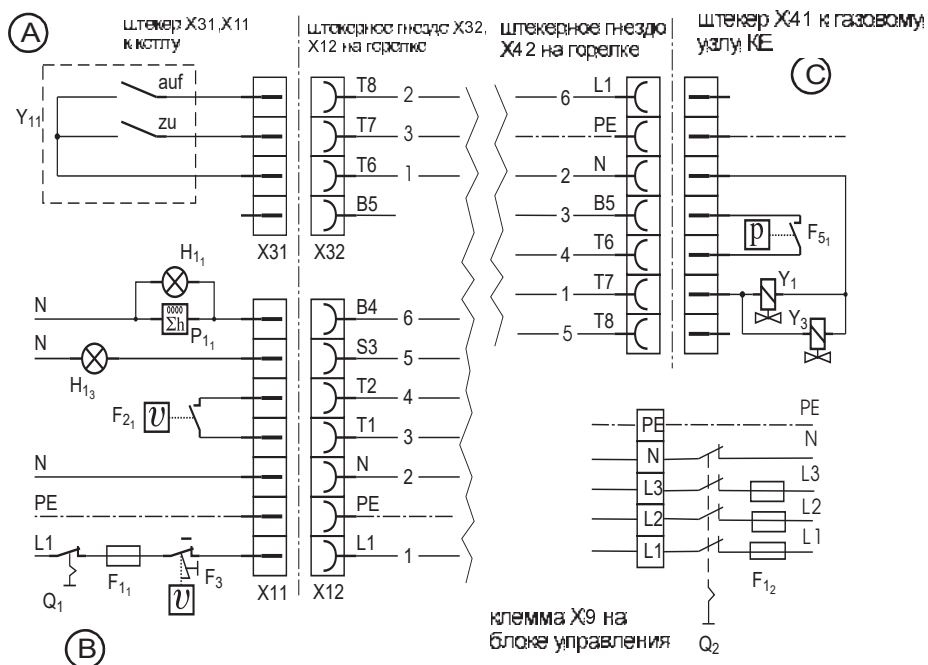 A
штекер X31,X11
к котлу
штекерное гнездо X32,
X12 на горелке
штекерное гнездо
X42 на горелке
штекер X41 к газовому
узлу КЕ
C
Y11
auf
zu
T8 2
T7 3
T6 1
B5
X31 X32
6 L1
PE
2 N
3 B5
4 T6
1 T7
5 T8
p F51
Y1
Y3
H11
N
0000
Σh P11
N
H13
F21 υ
N
PE
L1
Q1
F11
F3
υ
B4 6
S3 5
T2 4
T1 3
N 2
PE
L1 1
X11 X12
B
PE PE
N N
L3 L3
L2 L2
L1 L1
F12
Q2
клемма X9 на
блоке управления